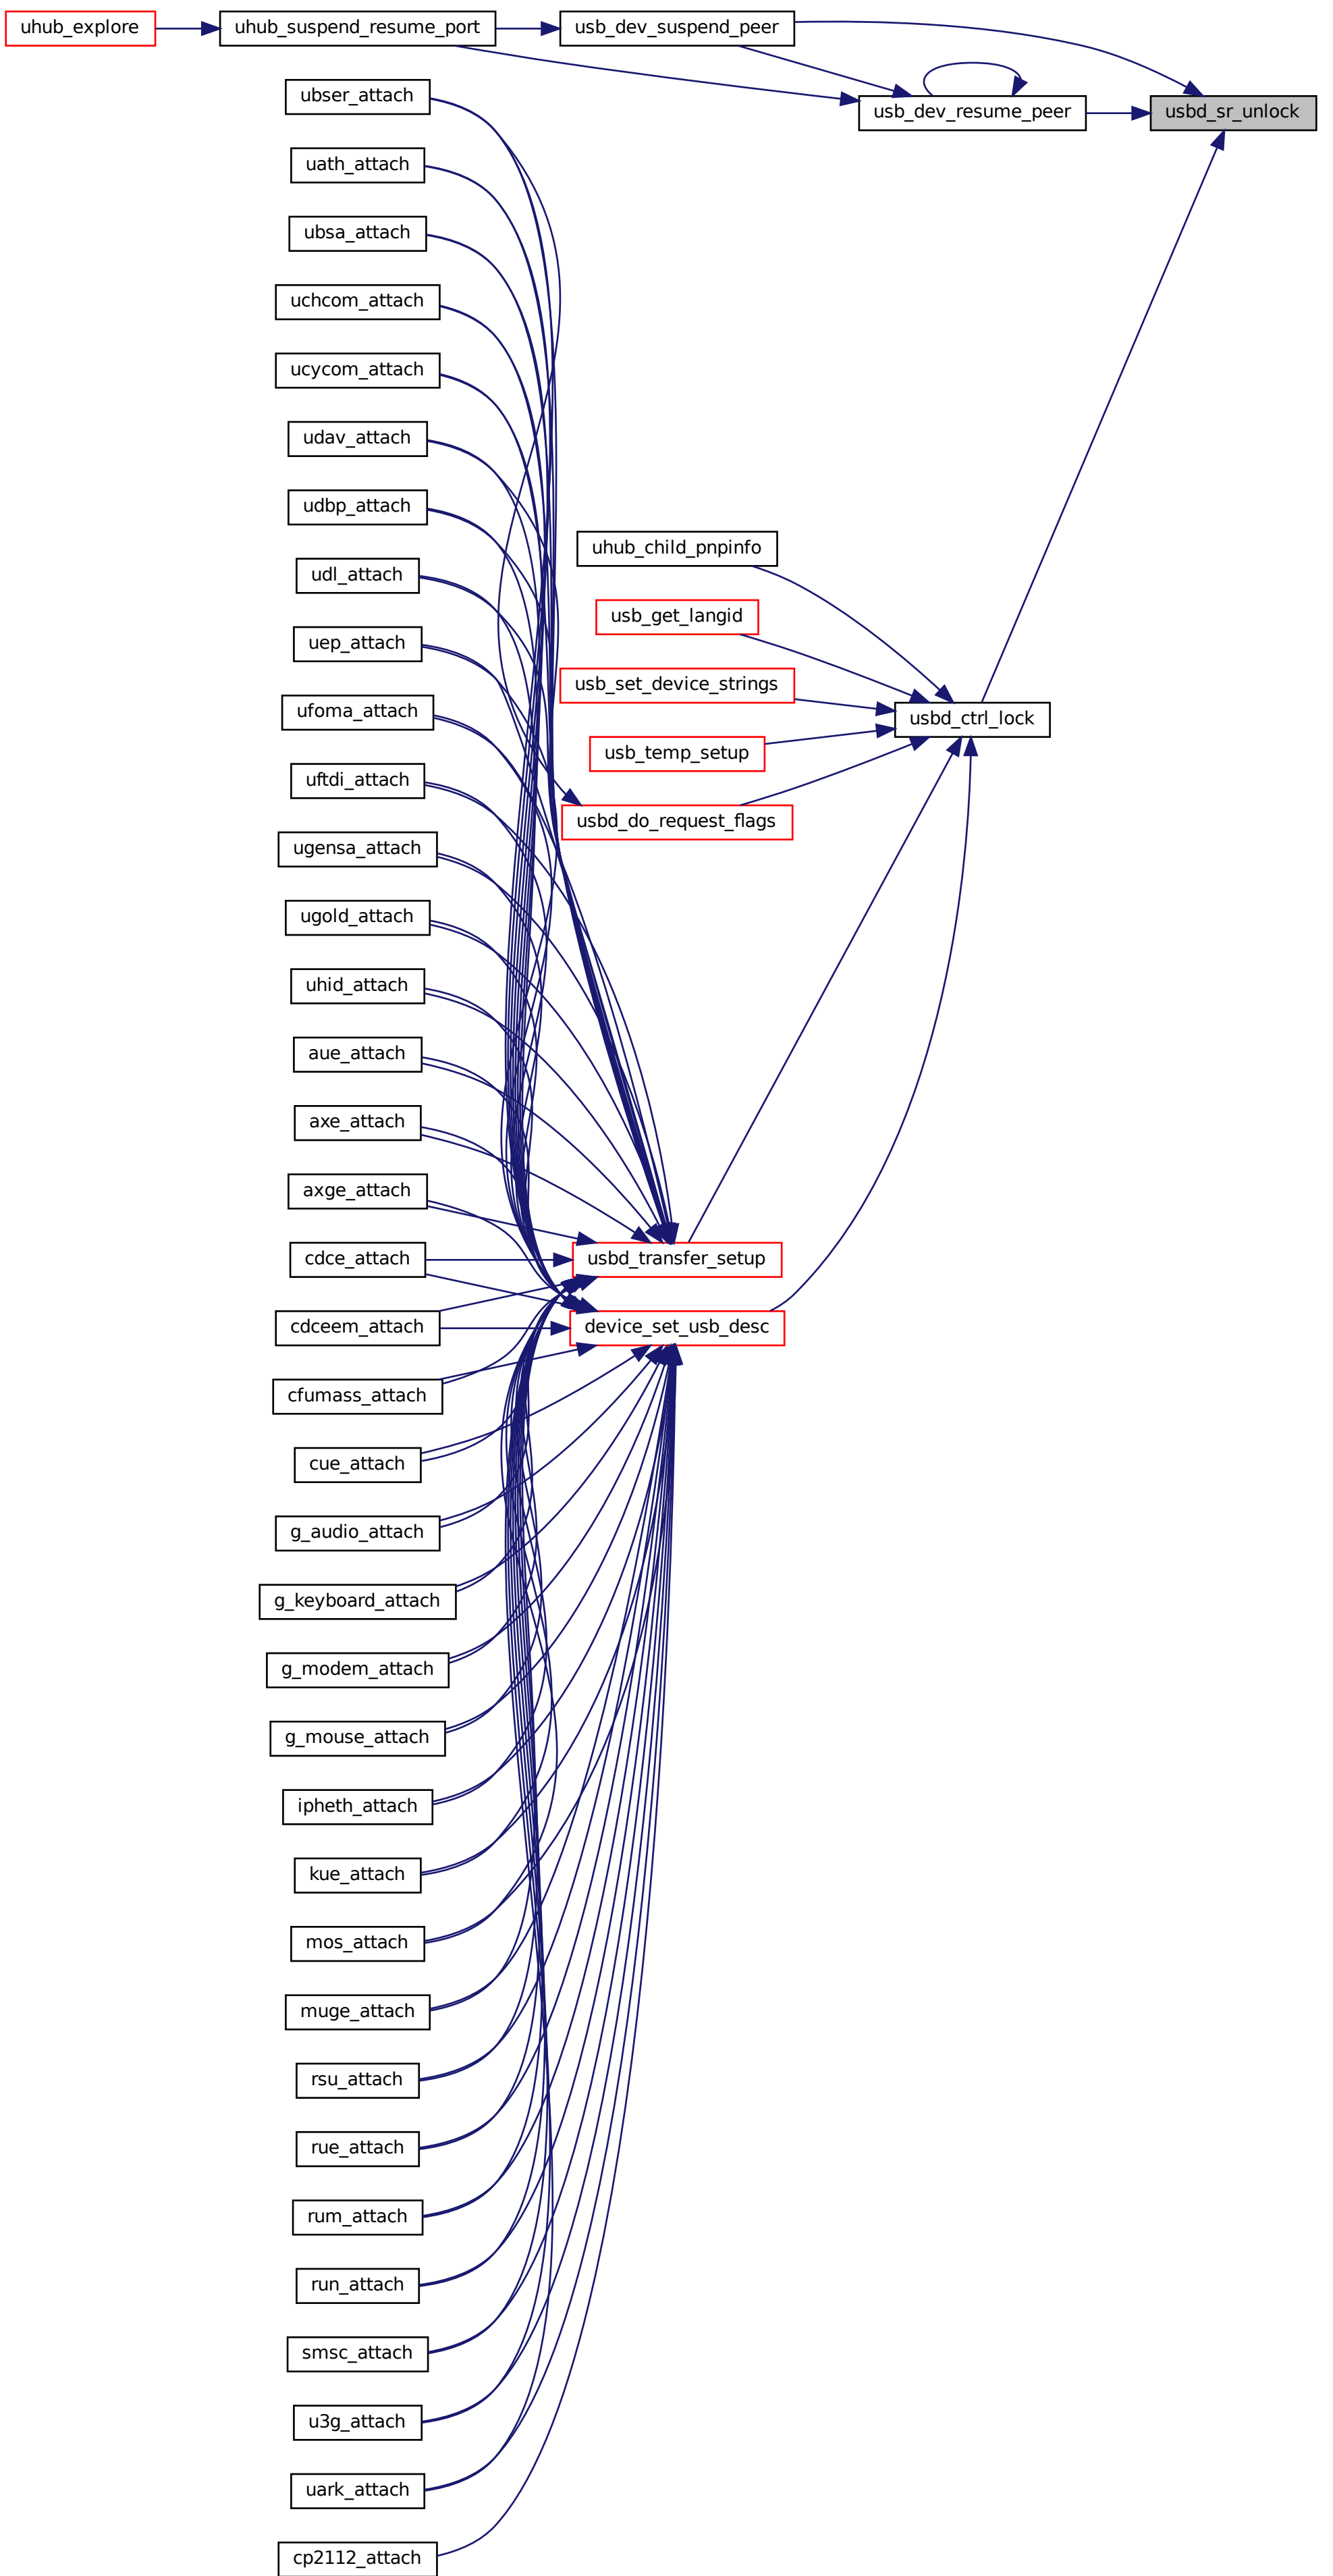 uhub_explore
uhub_suspend_resume_port
usb_dev_suspend_peer
usb_dev_resume_peer
usbd_sr_unlock
ubser_attach
uath_attach
ubsa_attach
uchcom_attach
ucycom_attach
udav_attach
udbp_attach
udl_attach
uep_attach
ufoma_attach
uftdi_attach
ugensa_attach
ugold_attach
uhid_attach
aue_attach
axe_attach
axge_attach
cdce_attach
cdceem_attach
cfumass_attach
cue_attach
g_audio_attach
g_keyboard_attach
g_modem_attach
g_mouse_attach
ipheth_attach
kue_attach
mos_attach
muge_attach
rsu_attach
rue_attach
rum_attach
run_attach
smsc_attach
u3g_attach
uark_attach
cp2112_attach
uhub_child_pnpinfo
usb_get_langid
usb_set_device_strings
usb_temp_setup
usbd_do_request_flags
usbd_ctrl_lock
usbd_transfer_setup
device_set_usb_desc